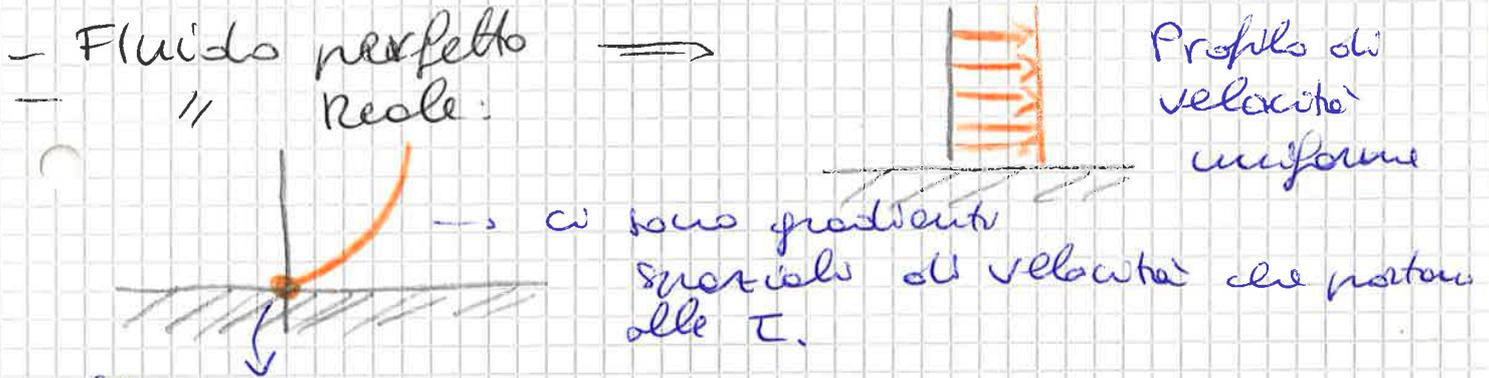 - Fluido perfetto ⟹
Profilo di
velocità
uniforme
- " Reale:
→ ci sono gradienti
spaziali di velocità che portano
alle τ.